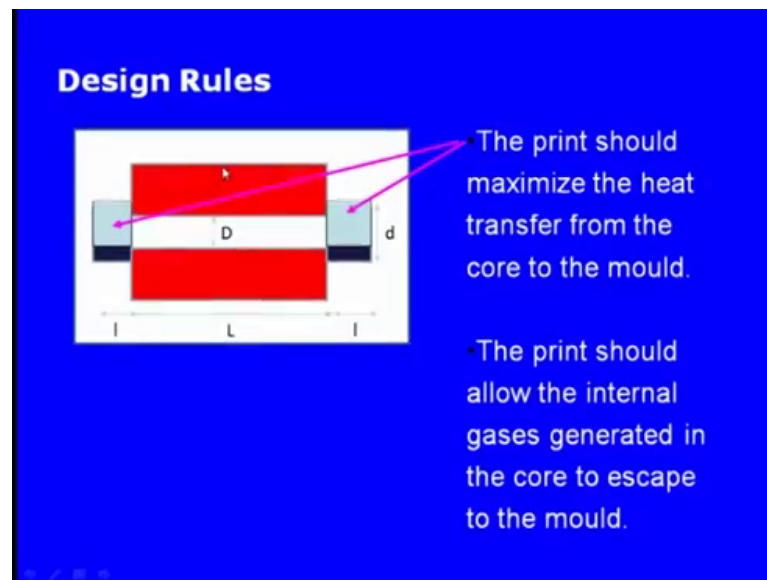 Design Rules
D
d
l
L
l
•The print should
maximize the heat
transfer from the
core to the mould.
•The print should
allow the internal
gases generated in
the core to escape
to the mould.